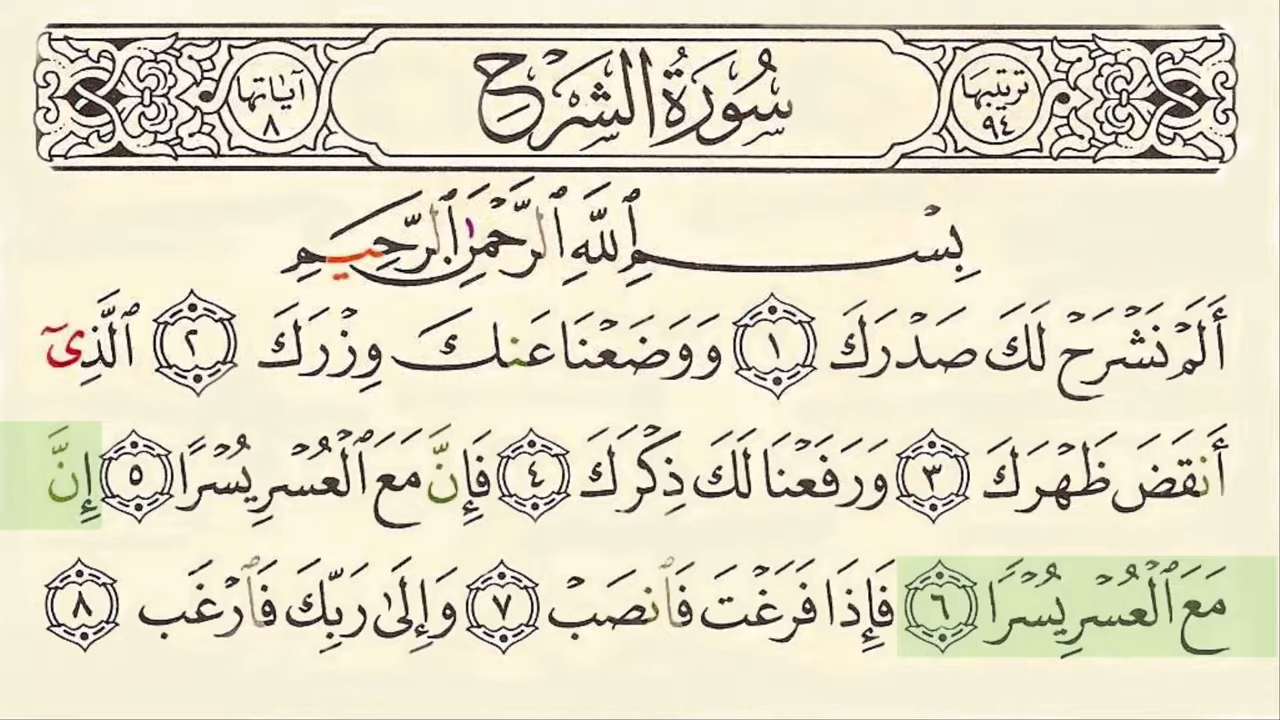 ترتيبها ٩٤ سُورَةُ الشَّرْحِ آياتها ٨
بِسْمِ ٱللَّهِ ٱلرَّحْمَٰنِ ٱلرَّحِيمِ
أَلَمْ نَشْرَحْ لَكَ صَدْرَكَ ١ وَوَضَعْنَا عَنكَ وِزْرَكَ ٢ ٱلَّذِىٓ
أَنقَضَ ظَهْرَكَ ٣ وَرَفَعْنَا لَكَ ذِكْرَكَ ٤ فَإِنَّ مَعَ ٱلْعُسْرِ يُسْرًا ٥ إِنَّ
مَعَ ٱلْعُسْرِ يُسْرًا ٦ فَإِذَا فَرَغْتَ فَٱنصَبْ ٧ وَإِلَىٰ رَبِّكَ فَٱرْغَب ٨